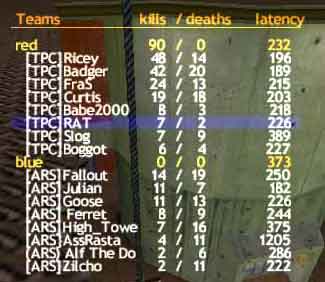 Teams kills / deaths latency
red 90 / 0 232
[TPC]Ricey 48 / 14 196
[TPC]Badger 42 / 20 189
[TPC]FraS 24 / 13 215
[TPC]Curtis 19 / 18 203
[TPC]Babe2000 8 / 3 218
[TPC]RAT 7 / 2 226
[TPC]Slog 7 / 9 389
[TPC]Boggot 6 / 4 227
blue 0 / 0 373
[ARS]Fallout 14 / 19 250
[ARS]Julian 11 / 7 182
[ARS]Goose 11 / 13 226
[ARS] Ferret 8 / 9 244
[ARS]High_Towe 7 / 16 375
[ARS]AssRasta 4 / 11 1205
(ARS) Alf The Do 2 / 6 286
[ARS]Zilcho 2 / 11 222